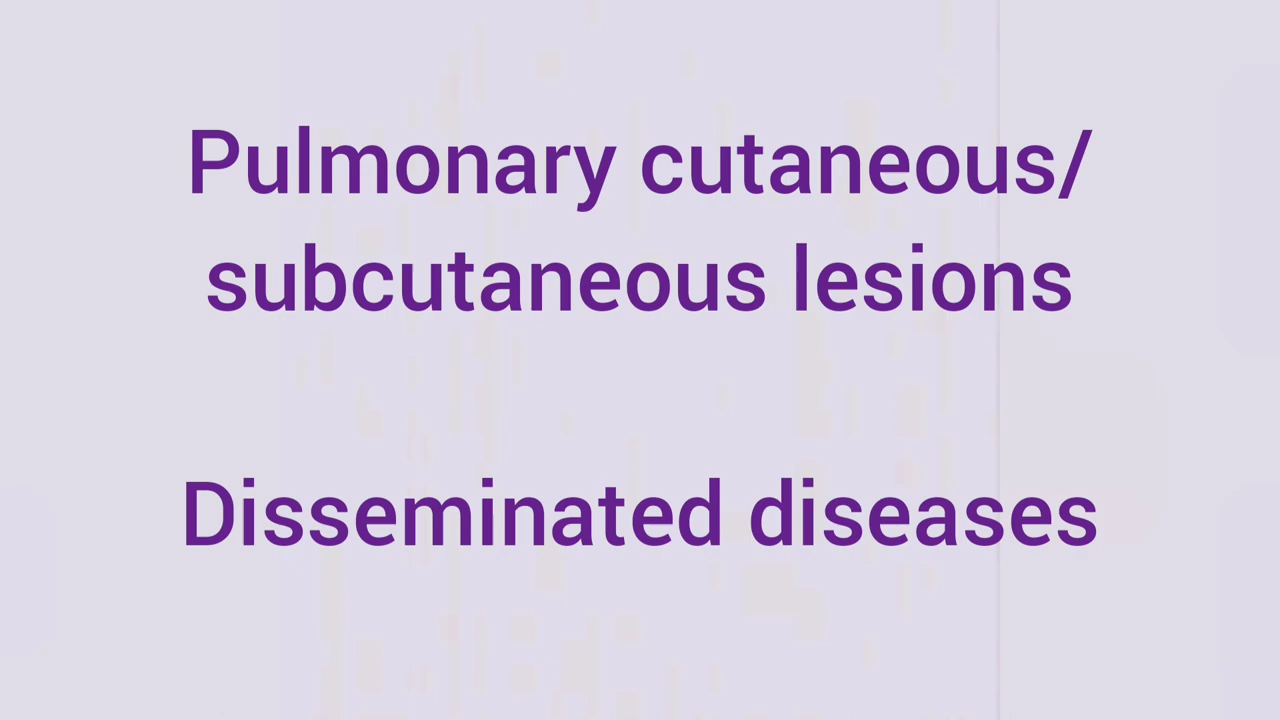 Pulmonary cutaneous/
subcutaneous lesions
Disseminated diseases